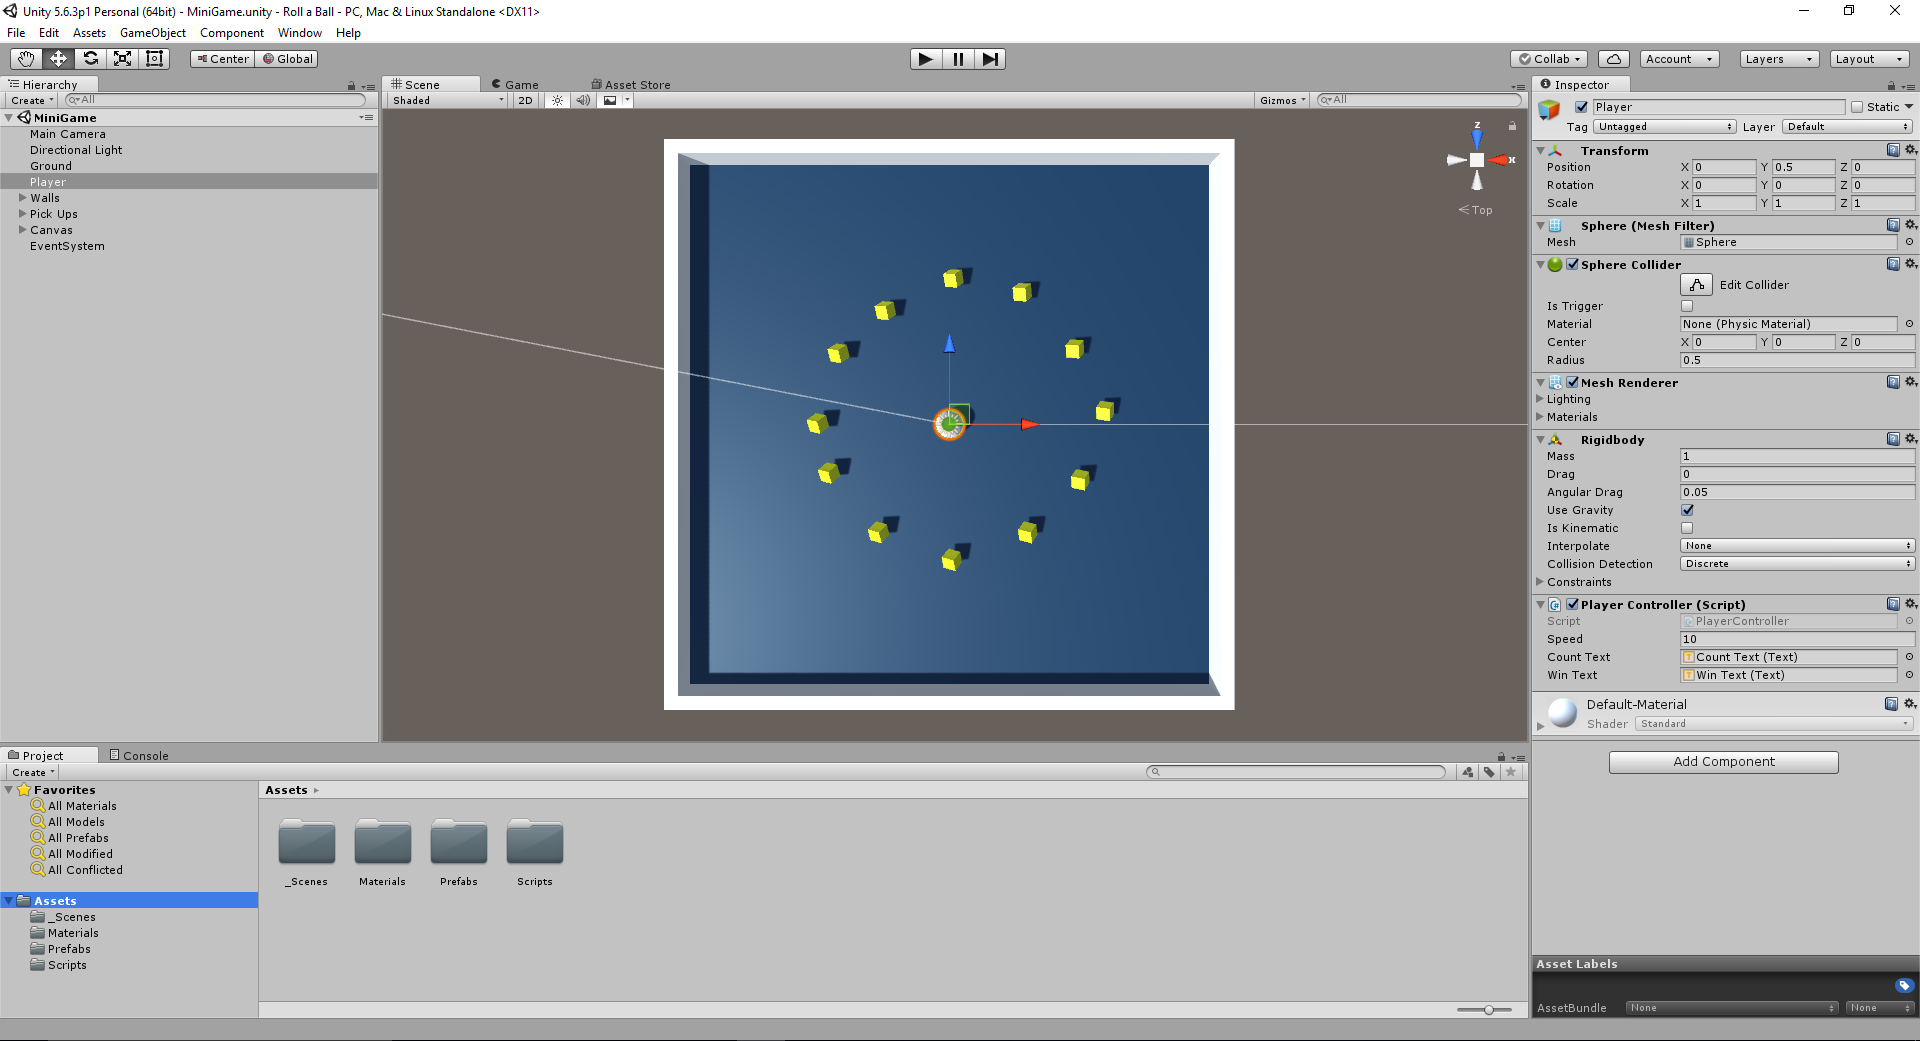 Unity 5.6.3p1 Personal (64bit) - MiniGame.unity - Roll a Ball - PC, Mac & Linux Standalone <DX11>
File Edit Assets GameObject Component Window Help
Center Global Collab Account Layers Layout
Hierarchy
Create All
MiniGame
Main Camera
Directional Light
Ground
Player
Walls
Pick Ups
Canvas
EventSystem
Scene Game Asset Store
Shaded 2D Gizmos All
z
x
Top
Inspector
Player Static
Tag Untagged Layer Default
Transform
Position X 0 Y 0.5 Z 0
Rotation X 0 Y 0 Z 0
Scale X 1 Y 1 Z 1
Sphere (Mesh Filter)
Mesh Sphere
Sphere Collider
Edit Collider
Is Trigger
Material None (Physic Material)
Center X 0 Y 0 Z 0
Radius 0.5
Mesh Renderer
Lighting
Materials
Rigidbody
Mass 1
Drag 0
Angular Drag 0.05
Use Gravity
Is Kinematic
Interpolate None
Collision Detection Discrete
Constraints
Player Controller (Script)
Script PlayerController
Speed 10
Count Text Count Text (Text)
Win Text Win Text (Text)
Default-Material
Shader Standard
Add Component
Project Console
Create
Favorites
All Materials
All Models
All Prefabs
All Modified
All Conflicted
Assets
_Scenes
Materials
Prefabs
Scripts
Assets
_Scenes Materials Prefabs Scripts
Asset Labels
AssetBundle None None